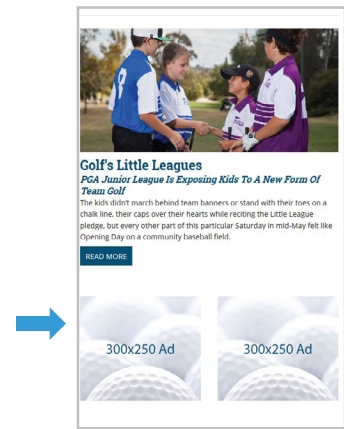 Golf's Little Leagues
PGA Junior League Is Exposing Kids To A New Form Of
Team Golf
The kids didn't march behind team banners or stand with their toes on a
chalk line, their caps over their hearts while reciting the Little League
pledge, but every other part of this particular Saturday in mid-May felt like
Opening Day on a community baseball field.
READ MORE
300x250 Ad
300x250 Ad